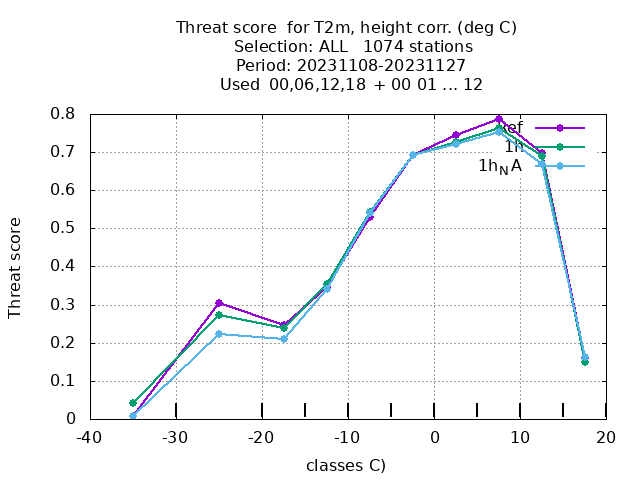 Threat score  for T2m, height corr. (deg C)
Selection: ALL   1074 stations
Period: 20231108-20231127
Used  00,06,12,18  + 00 01 ... 12
0.8
0.7
0.6
0.5
0.4
0.3
0.2
0.1
0
Threat score
ref
1h
1hNA
-40 -30 -20 -10 0 10 20
classes C)